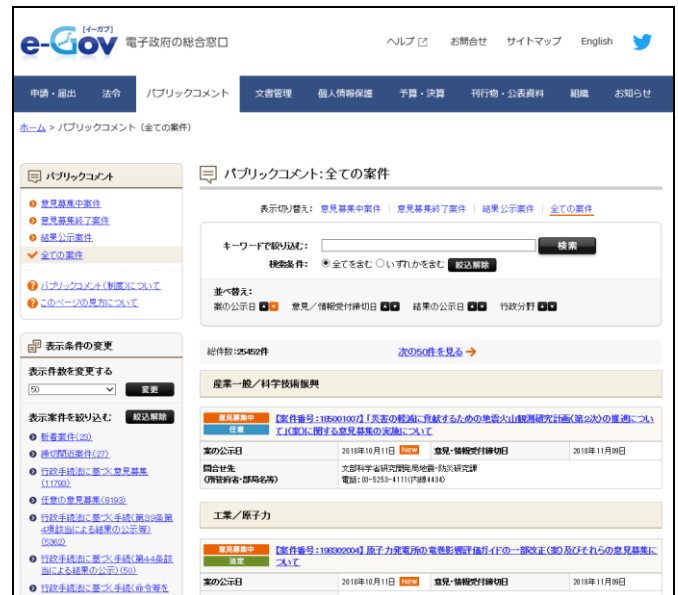 [イーガブ]
e-Gov 電子政府の総合窓口
ヘルプ お問合せ サイトマップ English
申請・届出 法令 パブリックコメント 文書管理 個人情報保護 予算・決算 刊行物・公表資料 組織 お知らせ
ホーム > パブリックコメント（全ての案件）
パブリックコメント
意見募集中案件
意見募集終了案件
結果公示案件
全ての案件
パブリックコメント(制度)について
このページの見方について
表示条件の変更
表示件数を変更する
50 変更
表示案件を絞り込む 絞込解除
新着案件(23)
締切間近案件(27)
行政手続法に基づく意見募集
(11793)
任意の意見募集(8193)
行政手続法に基づく手続(第39条第
4項該当による結果の公示等)
(5362)
行政手続法に基づく手続(第44条該
当による結果の公示)(50)
行政手続法に基づく手続(命令等を
パブリックコメント:全ての案件
表示切り替え: 意見募集中案件 | 意見募集終了案件 | 結果公示案件 | 全ての案件
キーワードで絞り込む: 検索
検索条件: 全てを含む いずれかを含む 絞込解除
並べ替え:
案の公示日 意見／情報受付締切日 結果の公示日 行政分野
総件数:25452件 次の50件を見る
産業一般／科学技術振興
意見募集中 任意 【案件番号:185001007】「災害の軽減に貢献するための地震火山観測研究計画(第2次)の推進につい
て」(案)に関する意見募集の実施について
案の公示日 2018年10月11日 New 意見・情報受付締切日 2018年11月09日
問合せ先 文部科学省研究開発局地震・防災研究課
(所管府省・部局名等) 電話:03-5253-4111(内線4434)
工業／原子力
意見募集中 法定 【案件番号:198302004】原子力発電所の竜巻影響評価ガイドの一部改正(案)及びそれらの意見募集に
ついて
案の公示日 2018年10月11日 New 意見・情報受付締切日 2018年11月09日